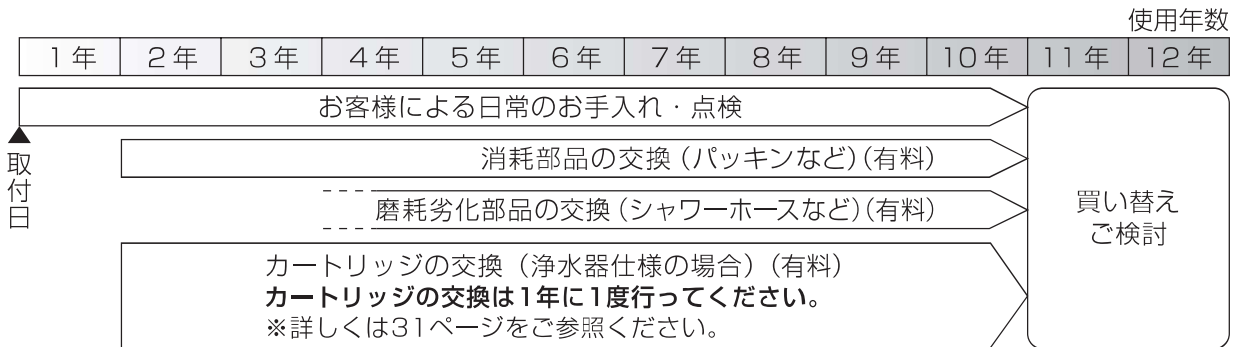 使用年数
1年 2年 3年 4年 5年 6年 7年 8年 9年 10年 11年 12年
お客様による日常のお手入れ・点検
▲
取付日
消耗部品の交換(パッキンなど)(有料)
磨耗劣化部品の交換(シャワーホースなど)(有料)
カートリッジの交換(浄水器仕様の場合)(有料)
カートリッジの交換は1年に1度行ってください。
※詳しくは31ページをご参照ください。
買い替え
ご検討